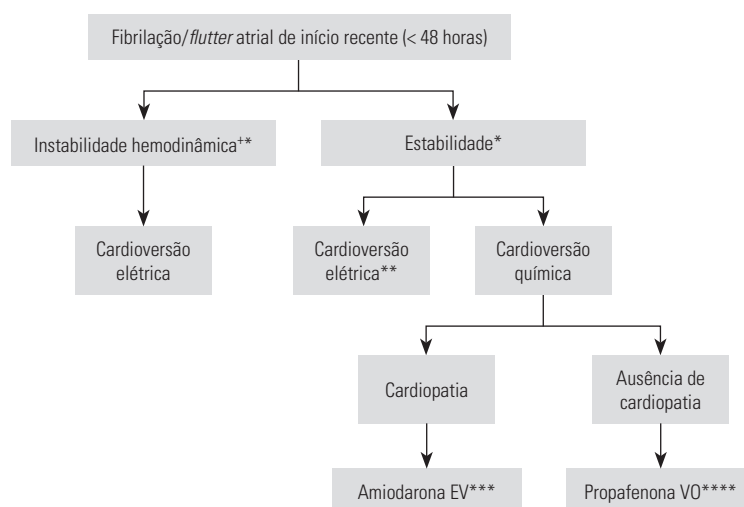 Fibrilação/flutter atrial de início recente (< 48 horas)
Instabilidade hemodinâmica+*
Estabilidade*
Cardioversão
elétrica
Cardioversão
elétrica**
Cardioversão
química
Cardiopatia
Ausência de
cardiopatia
Amiodarona EV***
Propafenona VO****